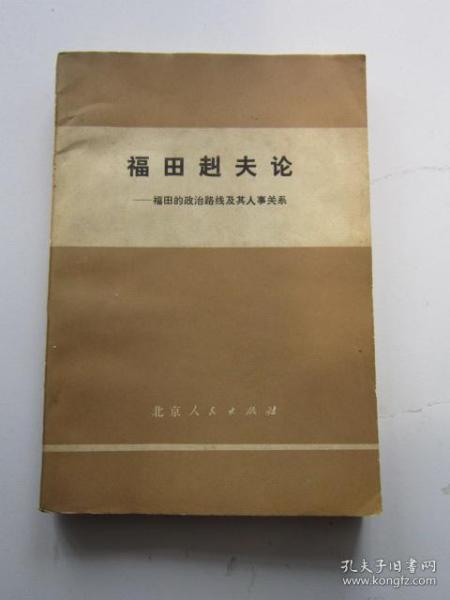 福田赳夫论
——福田的政治路线及其人事关系
北京人民出版社
孔夫子旧书网
www.kongfz.com